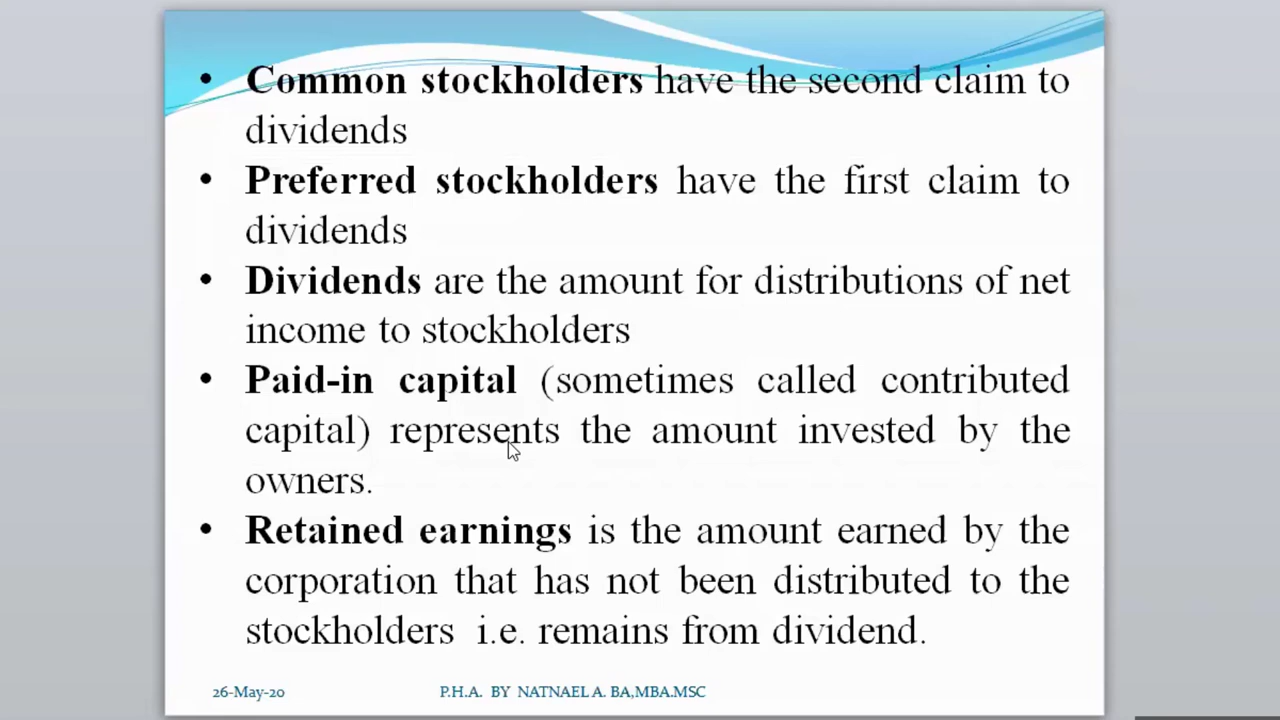 • Common stockholders have the second claim to
dividends
• Preferred stockholders have the first claim to
dividends
• Dividends are the amount for distributions of net
income to stockholders
• Paid-in capital (sometimes called contributed
capital) represents the amount invested by the
owners.
• Retained earnings is the amount earned by the
corporation that has not been distributed to the
stockholders i.e. remains from dividend.
26-May-20 P.H.A. BY NATNAEL A. BA,MBA.MSC